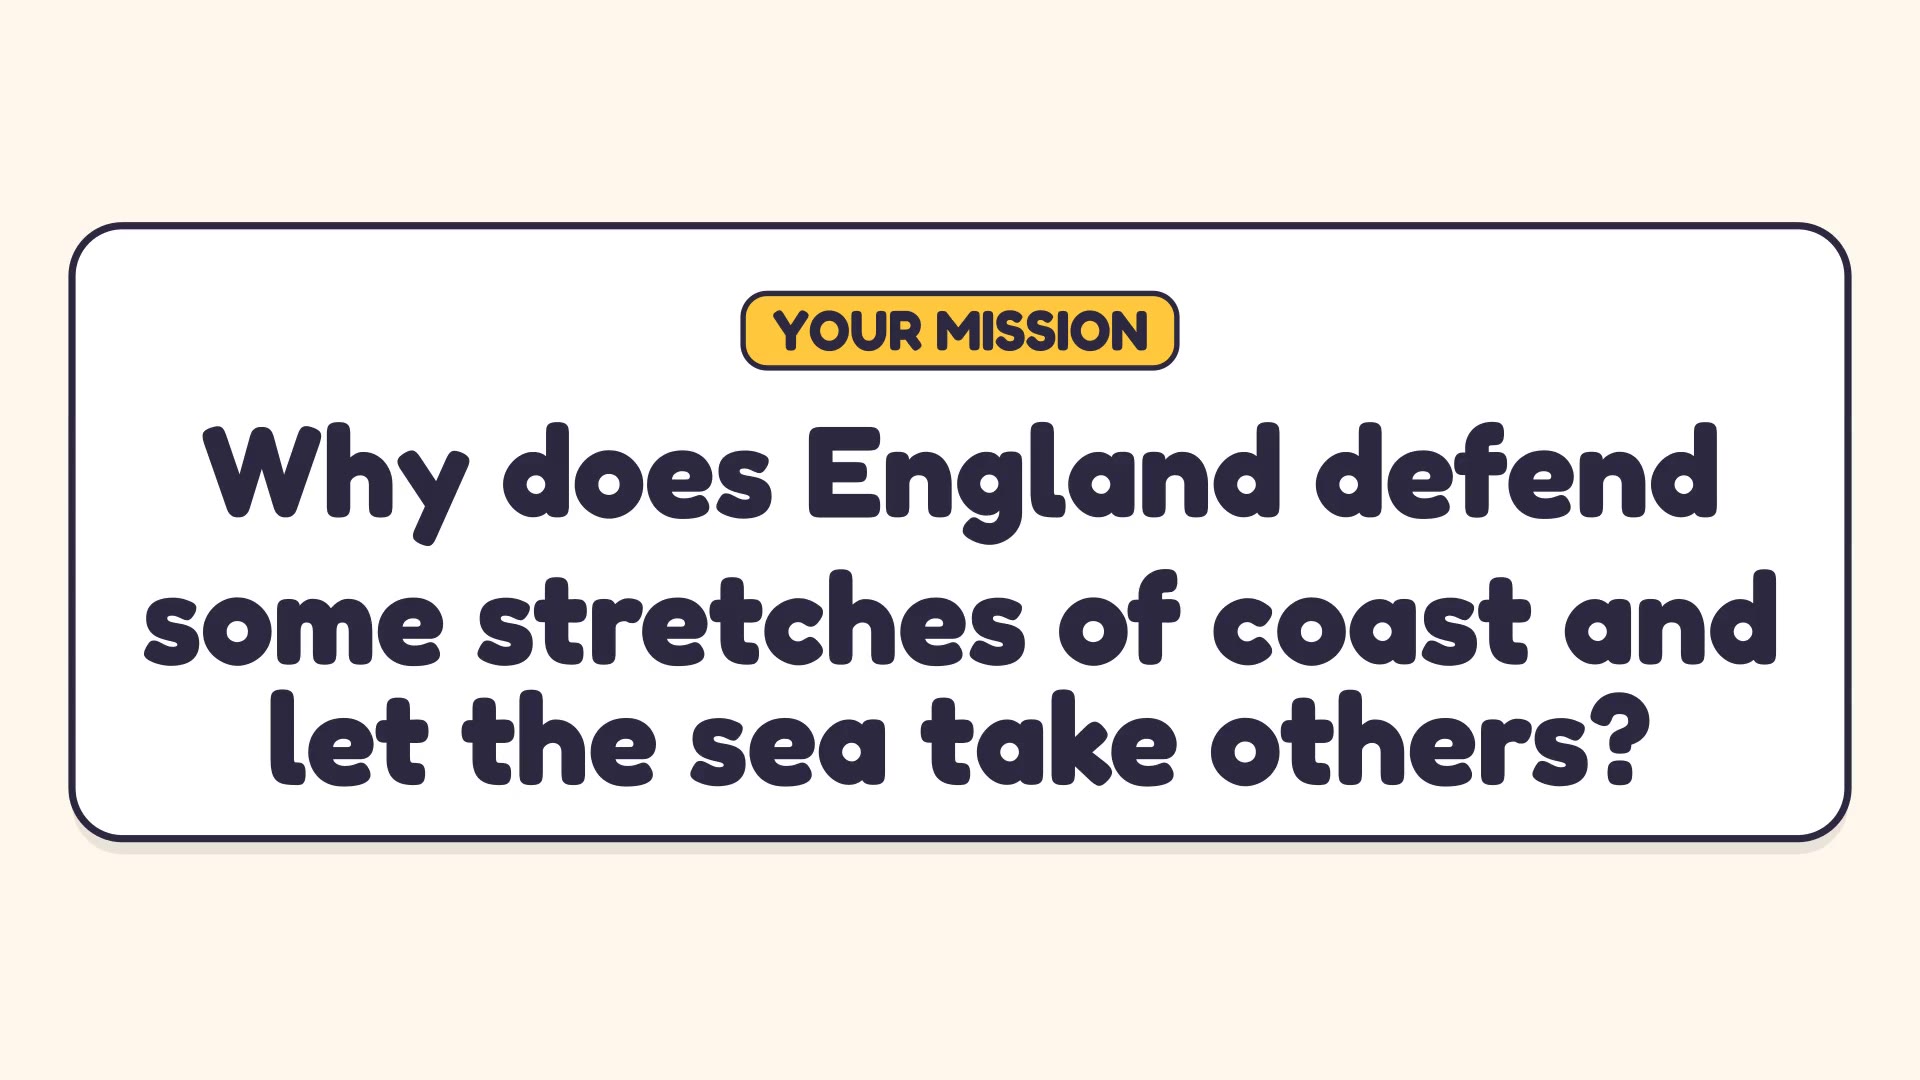 YOUR MISSION
Why does England defend
some stretches of coast and
let the sea take others?